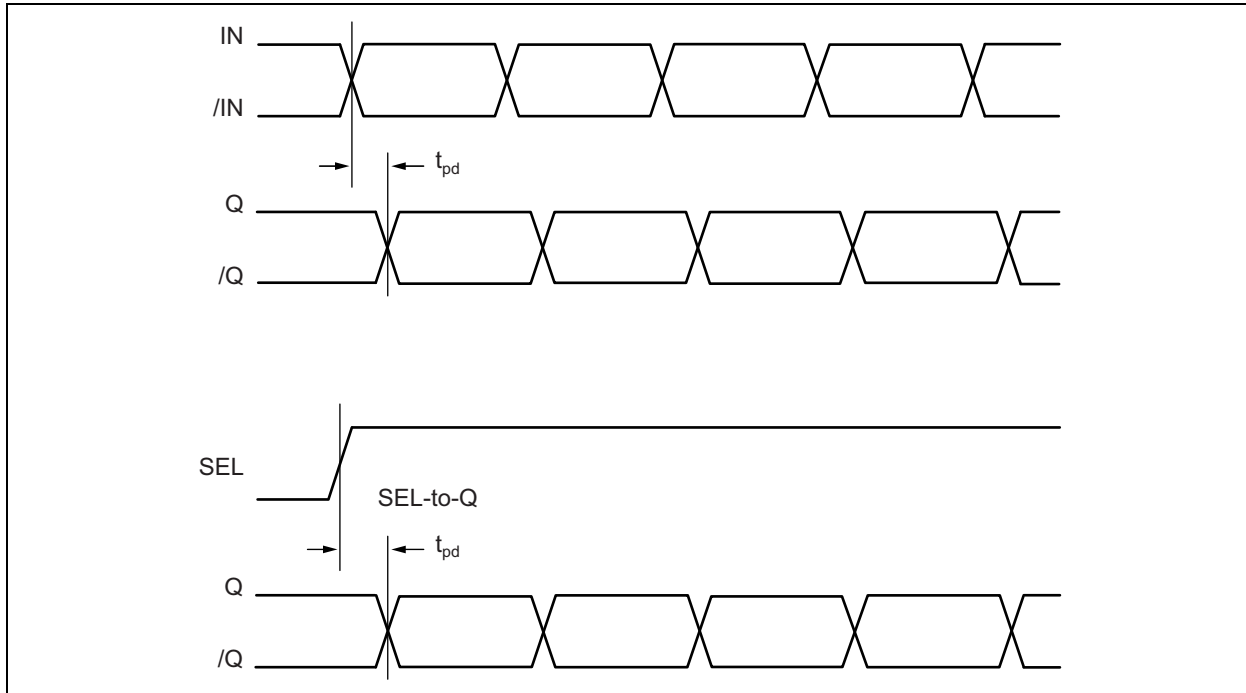 IN
/IN
tpd
Q
/Q
SEL
SEL-to-Q
tpd
Q
/Q